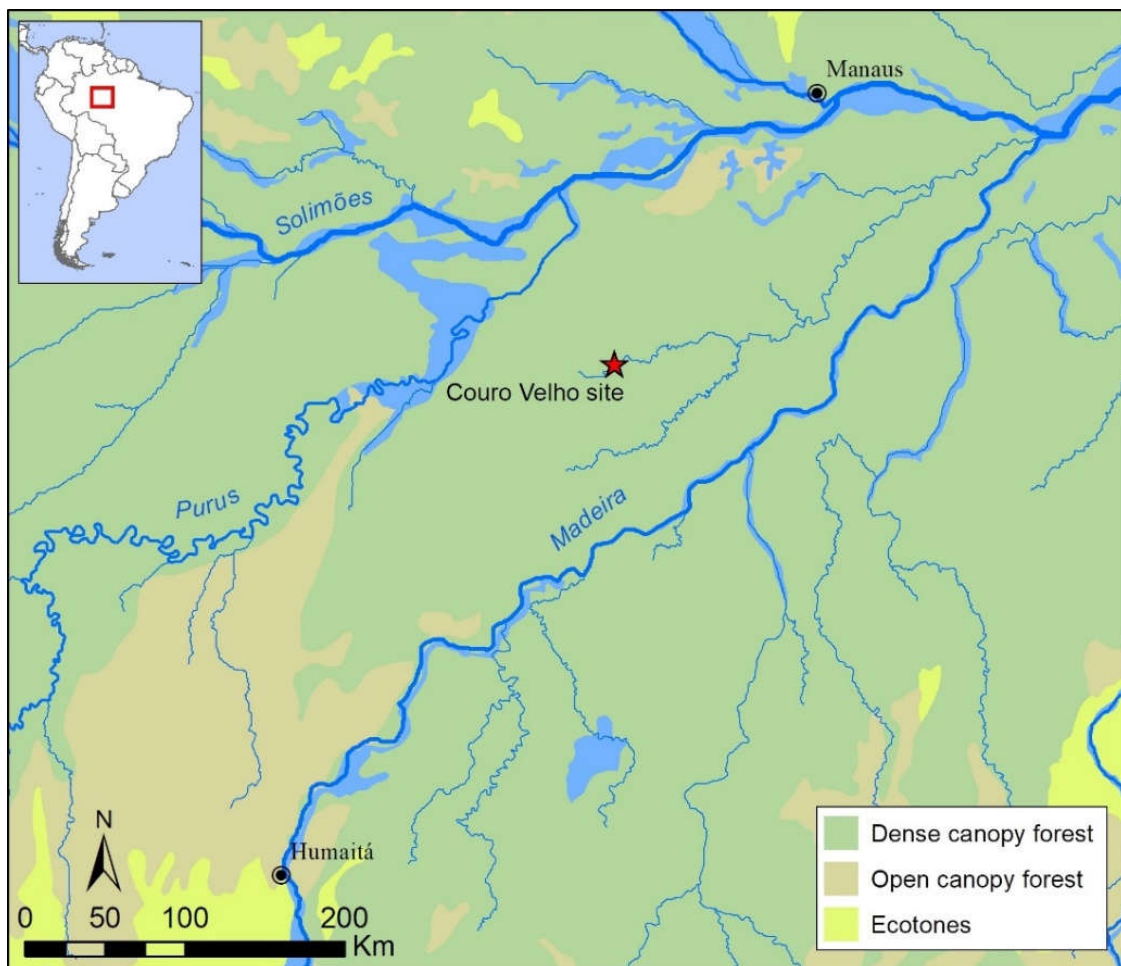 Manaus
Solimões
Couro Velho site
Purus
Madeira
Humaitá
N
0 50 100 200
Km
Dense canopy forest
Open canopy forest
Ecotones